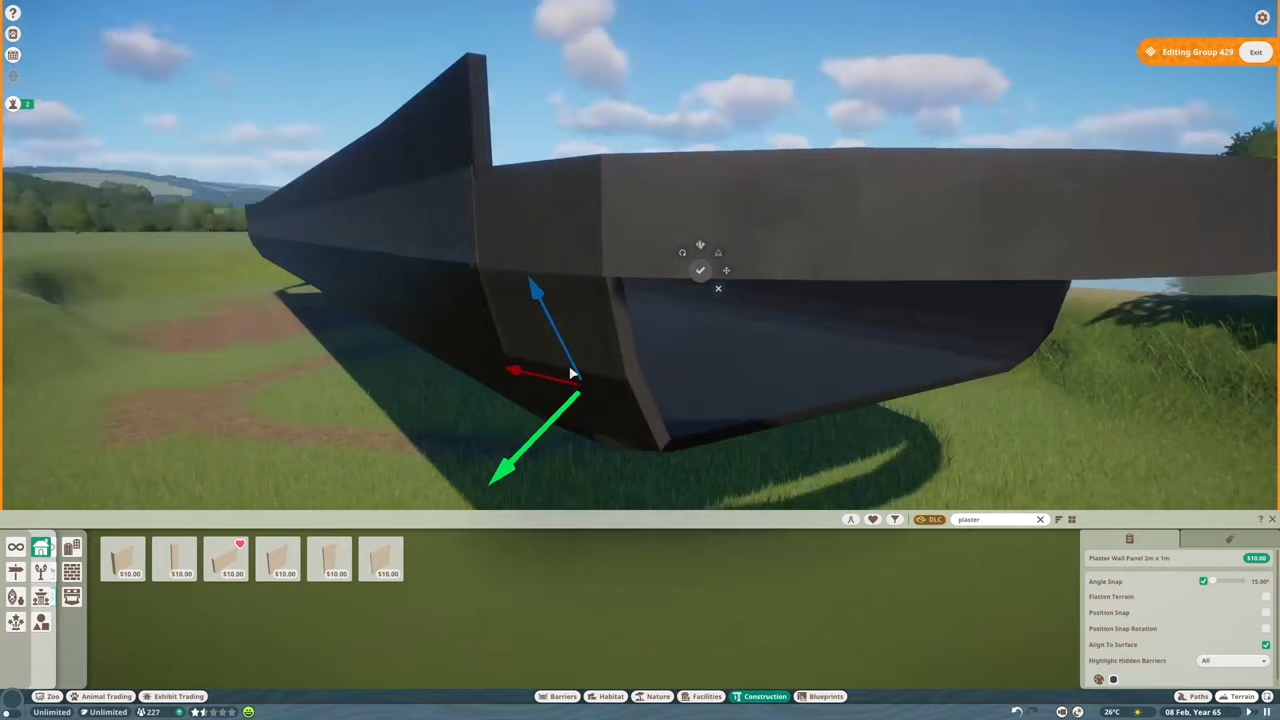 ?
Editing Group 429
Exit
2
DLC
plaster
?
$10.00
$10.00
$10.00
$10.00
$10.00
$10.00
Plaster Wall Panel 2m x 1m
$10.00
Angle Snap
15.00°
Flatten Terrain
Position Snap
Position Snap Rotation
Align To Surface
Highlight Hidden Barriers
All
Zoo
Animal Trading
Exhibit Trading
Barriers
Habitat
Nature
Facilities
Construction
Blueprints
Paths
Terrain
Unlimited
Unlimited
227
26°C
08 Feb, Year 65